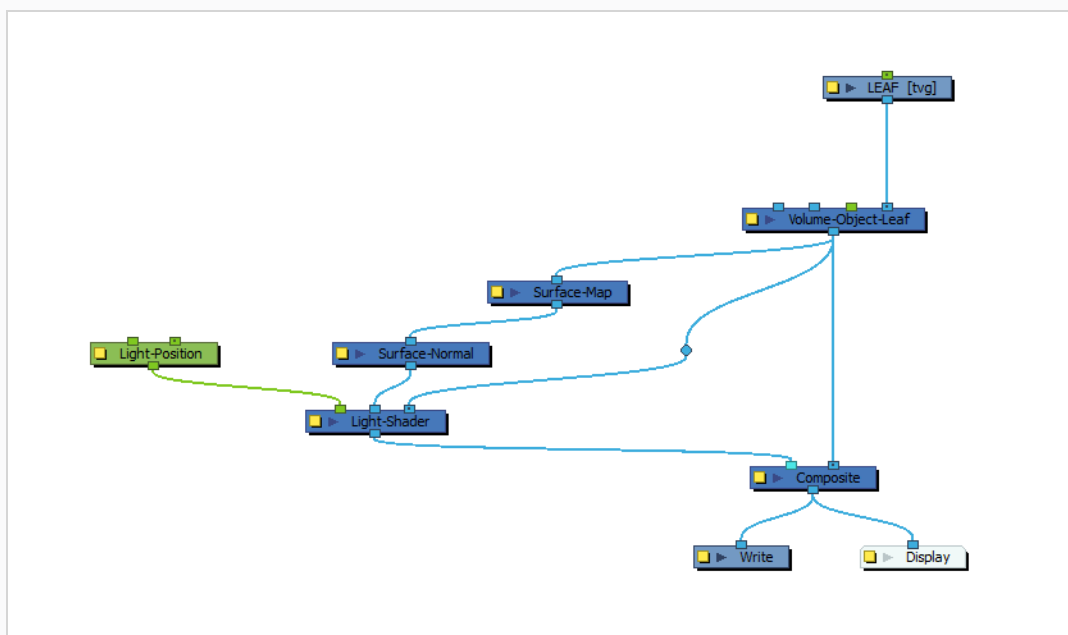 LEAF [tvg]
Volume-Object-Leaf
Surface-Map
Light-Position
Surface-Normal
Light-Shader
Composite
Write
Display